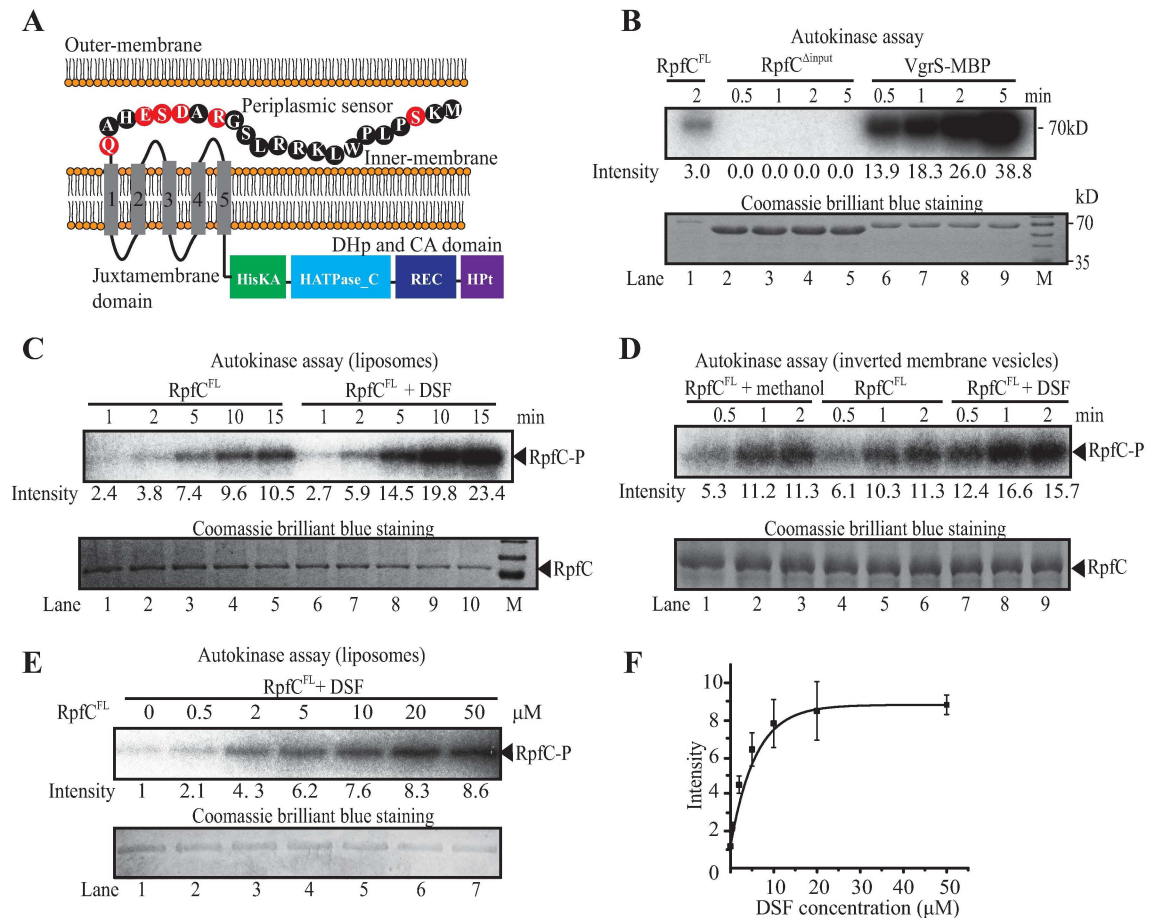 A
Outer-membrane
Periplasmic sensor
Q A H E S D A R G S L R R K L W P L P S K M
Inner-membrane
1 2 3 4 5
DHp and CA domain
Juxtamembrane
domain
HisKA HATPase_C REC HPt
B
Autokinase assay
RpfC^FL RpfC^Δinput VgrS-MBP
2 0.5 1 2 5 0.5 1 2 5 min
- 70kD
Intensity 3.0 0.0 0.0 0.0 0.0 13.9 18.3 26.0 38.8
Coomassie brilliant blue staining kD
70
35
Lane 1 2 3 4 5 6 7 8 9 M
C
Autokinase assay (liposomes)
RpfC^FL RpfC^FL + DSF
1 2 5 10 15 1 2 5 10 15 min
RpfC-P
Intensity 2.4 3.8 7.4 9.6 10.5 2.7 5.9 14.5 19.8 23.4
Coomassie brilliant blue staining
RpfC
Lane 1 2 3 4 5 6 7 8 9 10 M
D
Autokinase assay (inverted membrane vesicles)
RpfC^FL + methanol RpfC^FL RpfC^FL + DSF
0.5 1 2 0.5 1 2 0.5 1 2 min
RpfC-P
Intensity 5.3 11.2 11.3 6.1 10.3 11.3 12.4 16.6 15.7
Coomassie brilliant blue staining
RpfC
Lane 1 2 3 4 5 6 7 8 9
E
Autokinase assay (liposomes)
RpfC^FL + DSF
RpfC^FL 0 0.5 2 5 10 20 50 μM
RpfC-P
Intensity 1 2.1 4. 3 6.2 7.6 8.3 8.6
Coomassie brilliant blue staining
Lane 1 2 3 4 5 6 7
F
10
8
6
4
2
0
Intensity
10 20 30 40 50
DSF concentration (μM)